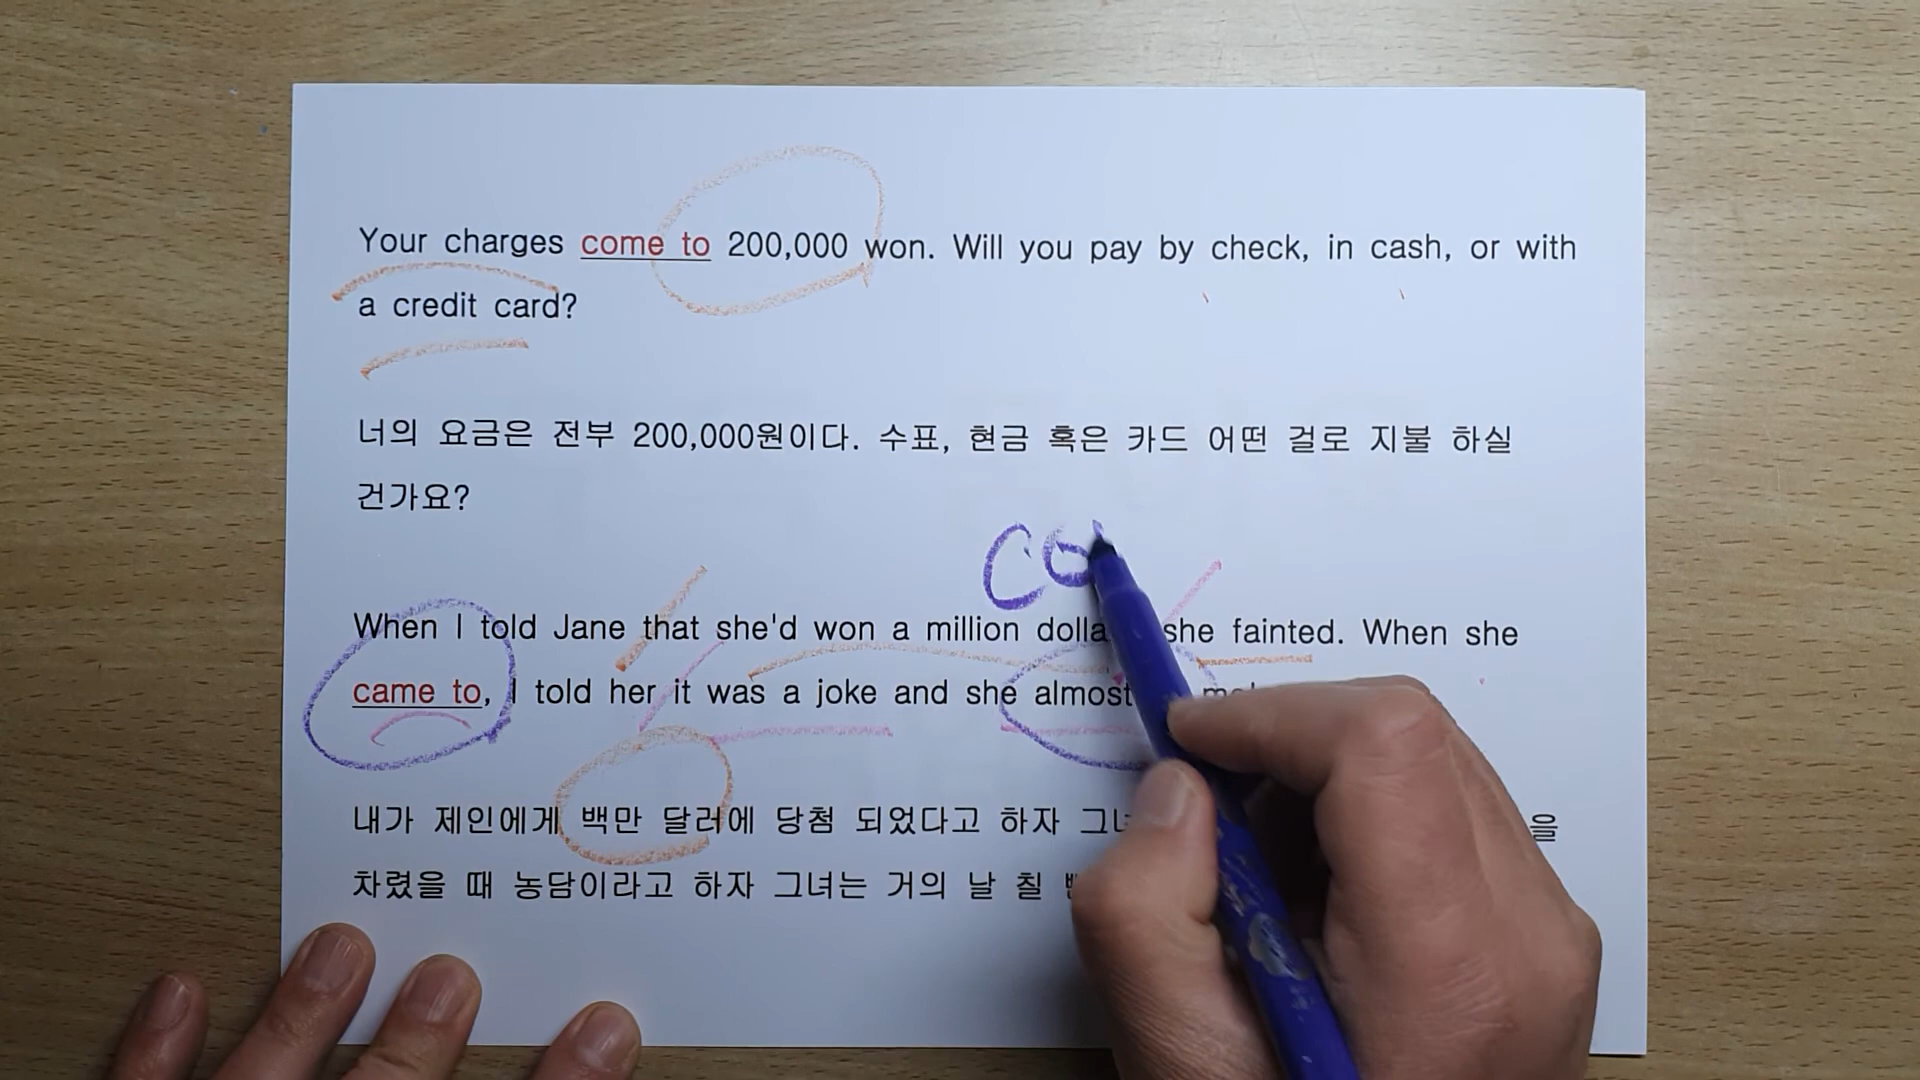 Your charges come to 200,000 won. Will you pay by check, in cash, or with
a credit card?
너의 요금은 전부 200,000원이다. 수표, 현금 혹은 카드 어떤 걸로 지불 하실
건가요?
co
When I told Jane that she'd won a million she fainted. When she
came to, I told her it was a joke and she almost
내가 제인에게 백만 달러에 당첨 되었다고 하자 을
차렸을 때 농담이라고 하자 그녀는 거의 날 칠